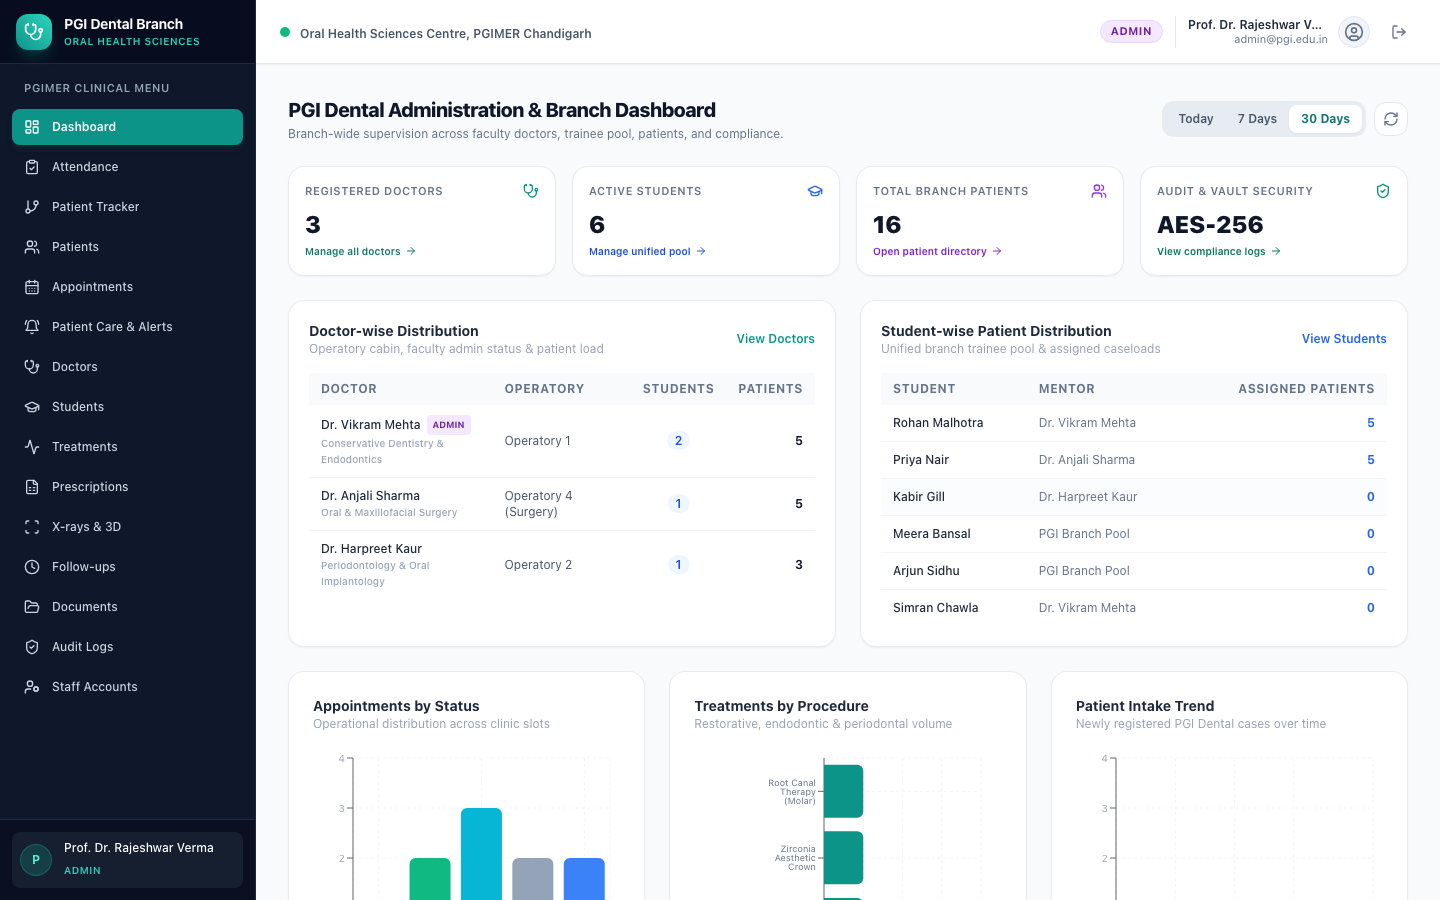 PGI Dental Branch
ORAL HEALTH SCIENCES
PGIMER CLINICAL MENU
Dashboard
Attendance
Patient Tracker
Patients
Appointments
Patient Care & Alerts
Doctors
Students
Treatments
Prescriptions
X-rays & 3D
Follow-ups
Documents
Audit Logs
Staff Accounts
P
Prof. Dr. Rajeshwar Verma
ADMIN
Oral Health Sciences Centre, PGIMER Chandigarh
ADMIN
Prof. Dr. Rajeshwar V...
admin@pgi.edu.in
PGI Dental Administration & Branch Dashboard
Branch-wide supervision across faculty doctors, trainee pool, patients, and compliance.
Today 7 Days 30 Days
REGISTERED DOCTORS
3
Manage all doctors →
ACTIVE STUDENTS
6
Manage unified pool →
TOTAL BRANCH PATIENTS
16
Open patient directory →
AUDIT & VAULT SECURITY
AES-256
View compliance logs →
Doctor-wise Distribution
Operatory cabin, faculty admin status & patient load
View Doctors
DOCTOR OPERATORY STUDENTS PATIENTS
Dr. Vikram Mehta ADMIN
Conservative Dentistry &
Endodontics
Operatory 1
2
5
Dr. Anjali Sharma
Oral & Maxillofacial Surgery
Operatory 4
(Surgery)
1
5
Dr. Harpreet Kaur
Periodontology & Oral
Implantology
Operatory 2
1
3
Student-wise Patient Distribution
Unified branch trainee pool & assigned caseloads
View Students
STUDENT MENTOR ASSIGNED PATIENTS
Rohan Malhotra Dr. Vikram Mehta 5
Priya Nair Dr. Anjali Sharma 5
Kabir Gill Dr. Harpreet Kaur 0
Meera Bansal PGI Branch Pool 0
Arjun Sidhu PGI Branch Pool 0
Simran Chawla Dr. Vikram Mehta 0
Appointments by Status
Operational distribution across clinic slots
4
3
2
Treatments by Procedure
Restorative, endodontic & periodontal volume
Root Canal
Therapy
(Molar)
Zirconia
Aesthetic
Crown
Patient Intake Trend
Newly registered PGI Dental cases over time
4
3
2